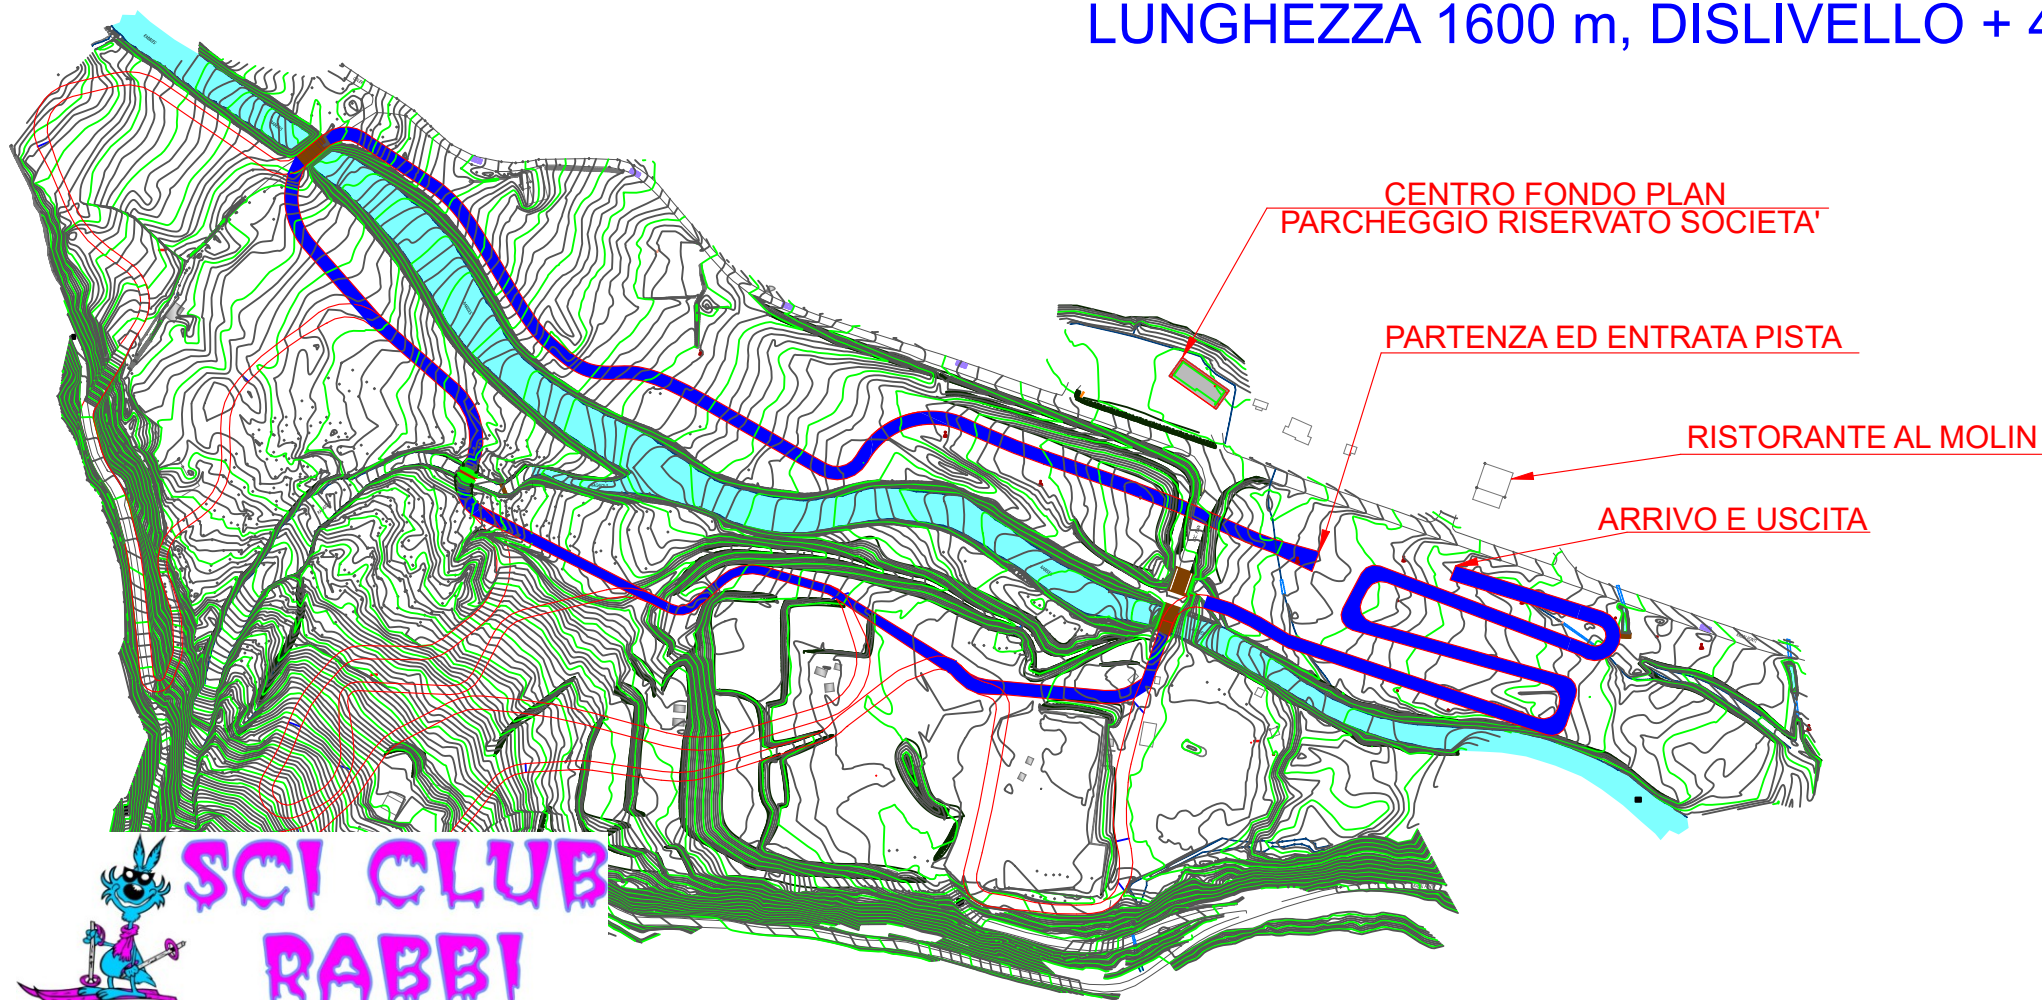 LUNGHEZZA 1600 m, DISLIVELLO + 4
CENTRO FONDO PLAN
PARCHEGGIO RISERVATO SOCIETA'
PARTENZA ED ENTRATA PISTA
RISTORANTE AL MOLIN
ARRIVO E USCITA
SCI CLUB
RABBI